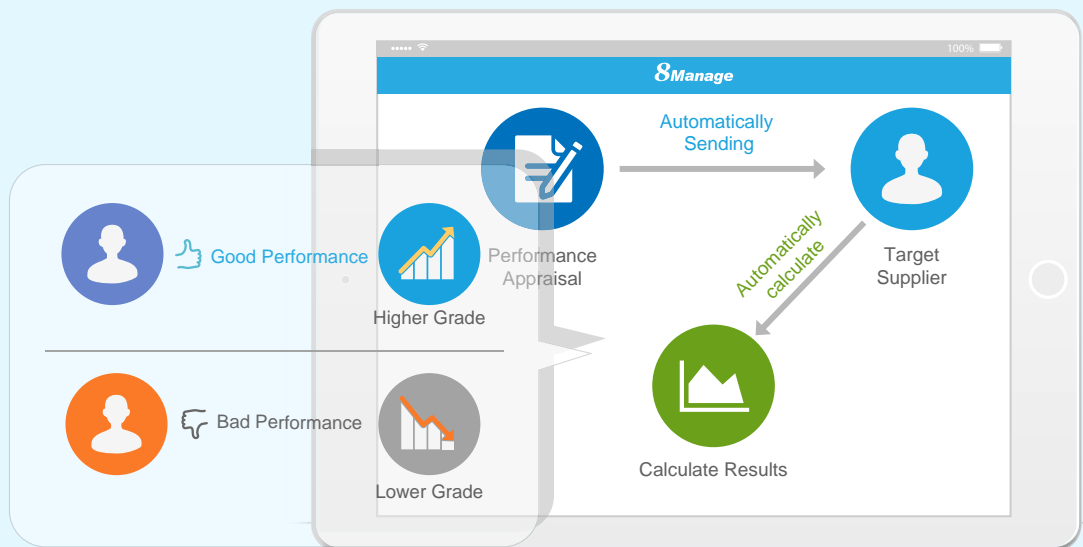 100%
8Manage
Automatically
Sending
Performance
Appraisal
Target
Supplier
Automatically
calculate
Calculate Results
Good Performance
Higher Grade
Bad Performance
Lower Grade